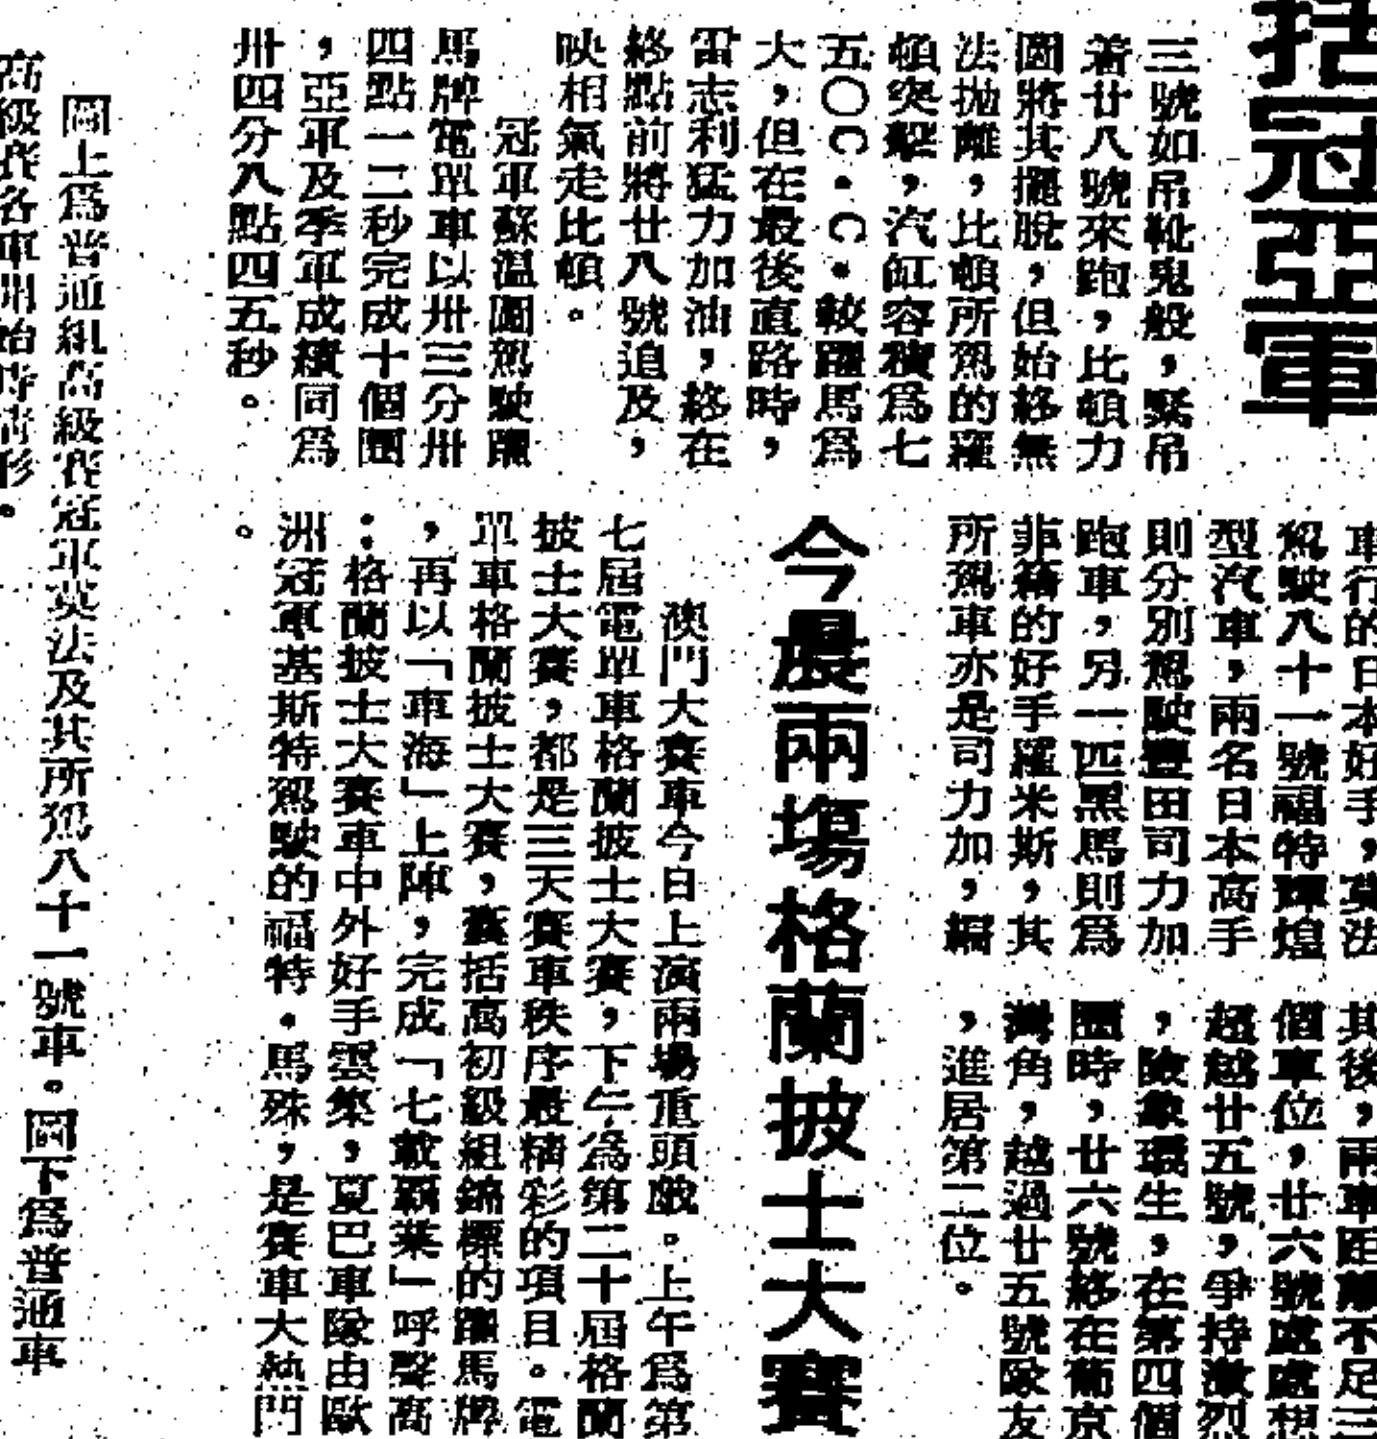 括冠亞軍
三號如吊靴鬼般，緊吊
着廿八號來跑，比頓力
圖將其擺脫，但始終無
法拋離，比頓所駕的羅
頓突擊，汽缸容積爲七
五〇C．C．較躍馬爲
大，但在最後直路時，
雷志利猛力加油，終在
終點前將廿八號追及，
映相氣走比頓。
冠軍蘇溫圖駕駛躍
馬牌電單車以卅三分卅
四點一二秒完成十個圈
，亞軍及季軍成績同爲
卅四分八點四五秒。
車行的日本好手，英法
駕駛八十一號福特輝煌
型汽車，兩名日本高手
則分別駕駛豐田司力加
跑車，另一匹黑馬則爲
非籍的好手羅米斯，其
所駕車亦是司力加，編
其後，兩車距離不足三
個車位，廿六號處處想
超越廿五號，爭持激烈
，險象環生，在第四個
圈時，廿六號終在葡京
灣角，越過廿五號隊友
，進居第二位。
今晨兩塲格蘭披士大賽
澳門大賽車今日上演兩場重頭戲。上午爲第
七屆電單車格蘭披士大賽，下午爲第二十屆格蘭
披士大賽，都是三天賽車秩序最精彩的項目。電
單車格蘭披士大賽，囊括高初級組錦標的躍馬牌
，再以「車海」上陣，完成「七載霸業」呼聲高
；格蘭披士大賽車中外好手雲集，夏巴車隊由歐
洲冠軍基斯特駕駛的福特．馬殊，是賽車大熱門
。
圖上爲普通組高級賽冠軍英法及其所駕八十一號車。圖下爲普通車
高級賽各車開始時情形。